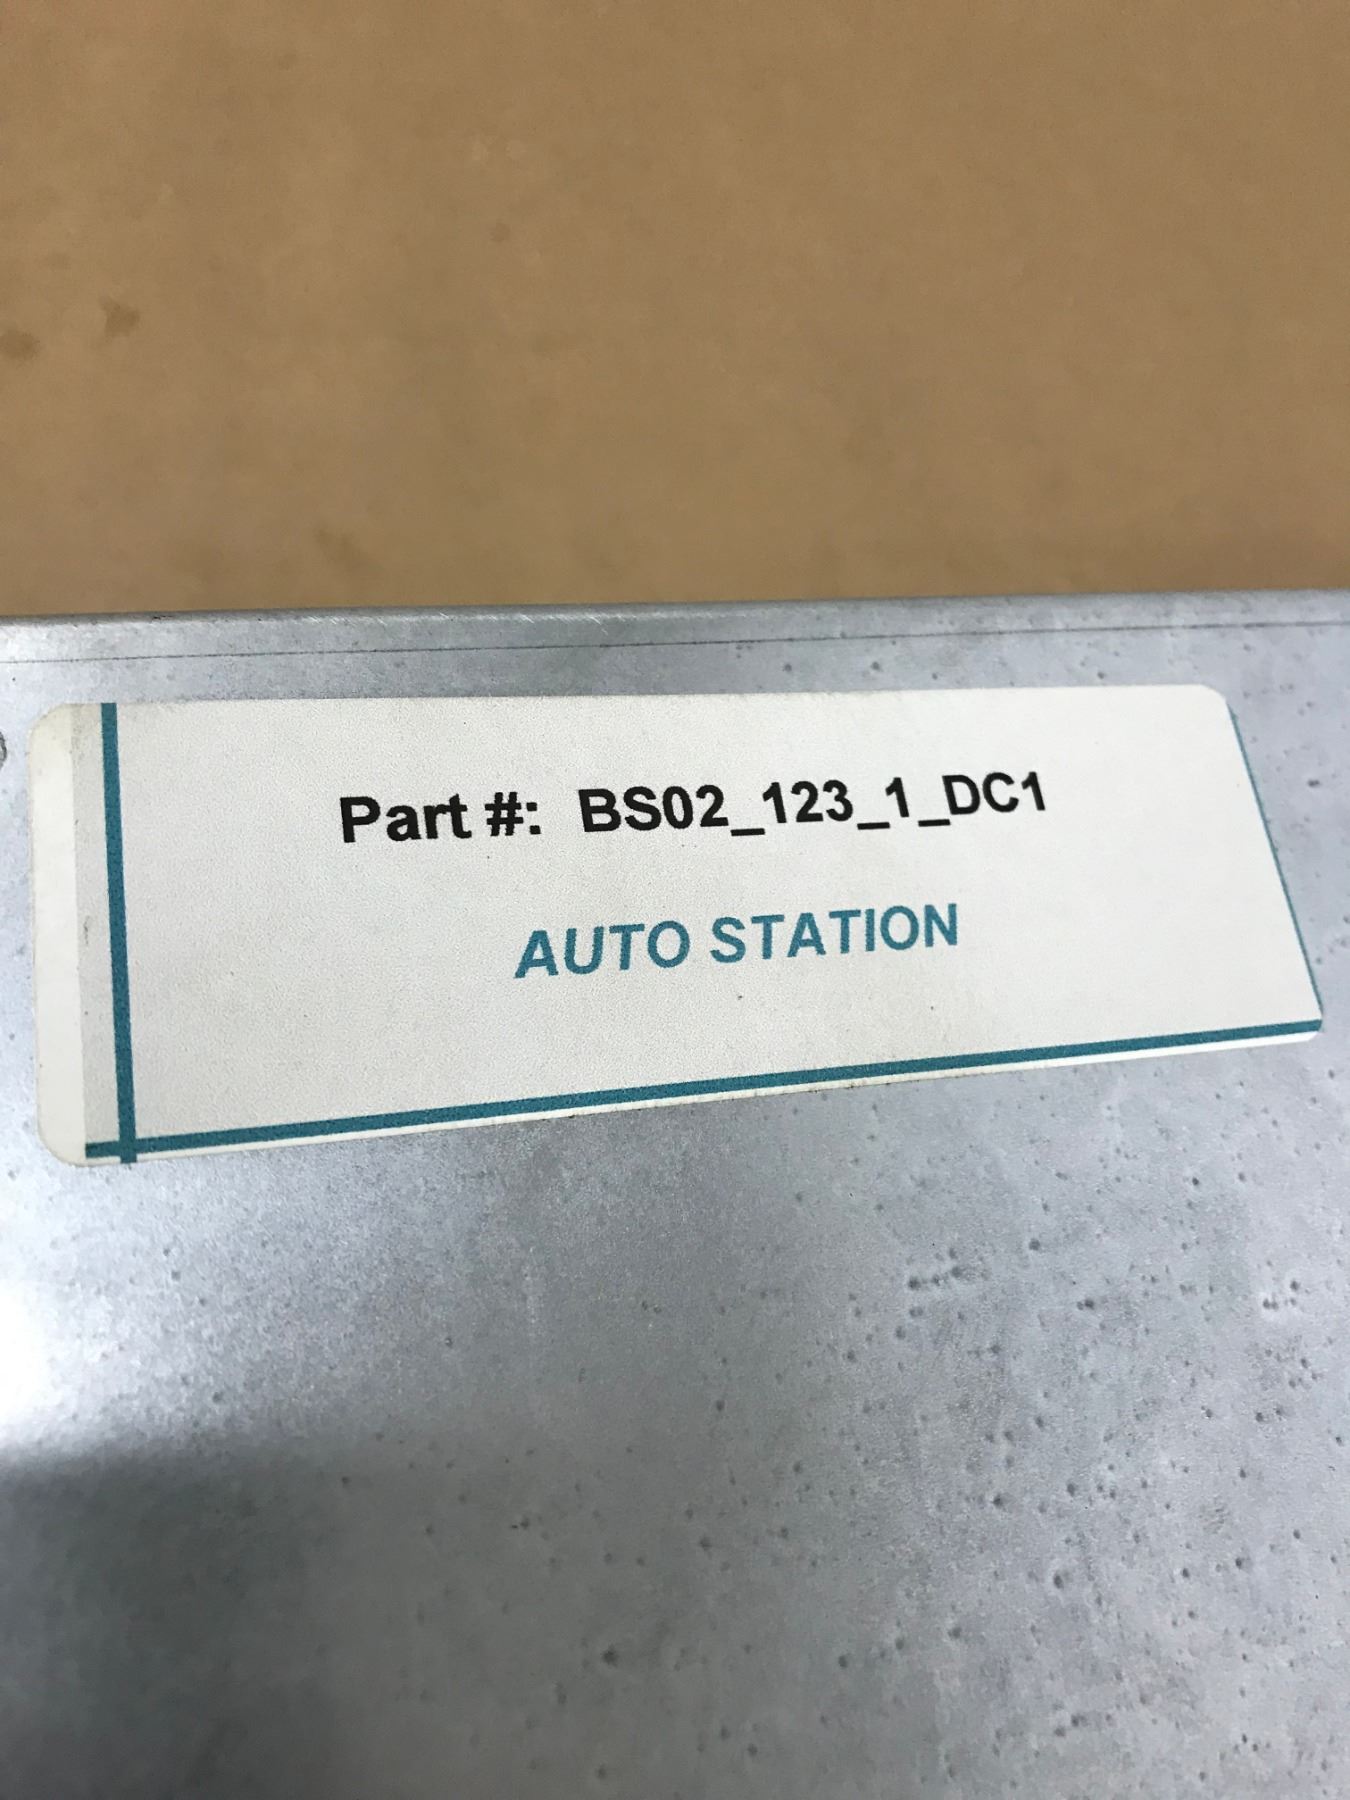 Part #: BS02_123_1_DC1
AUTO STATION